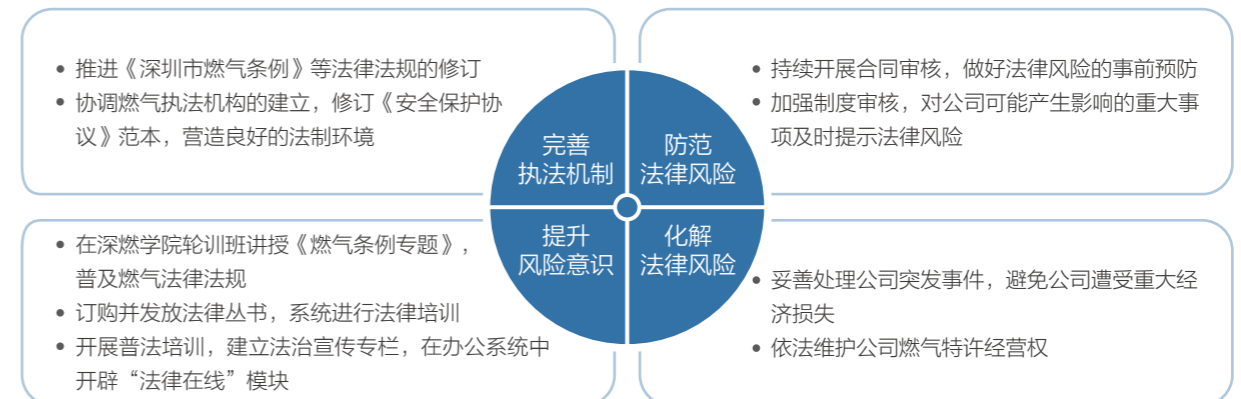 • 推进《深圳市燃气条例》等法律法规的修订
• 协调燃气执法机构的建立，修订《安全保护协
议》范本，营造良好的法制环境
• 持续开展合同审核，做好法律风险的事前预防
• 加强制度审核，对公司可能产生影响的重大事
项及时提示法律风险
完善
执法机制
防范
法律风险
提升
风险意识
化解
法律风险
• 在深燃学院轮训班讲授《燃气条例专题》，
普及燃气法律法规
• 订购并发放法律丛书，系统进行法律培训
• 开展普法培训，建立法治宣传专栏，在办公系统中
开辟“法律在线”模块
• 妥善处理公司突发事件，避免公司遭受重大经
济损失
• 依法维护公司燃气特许经营权